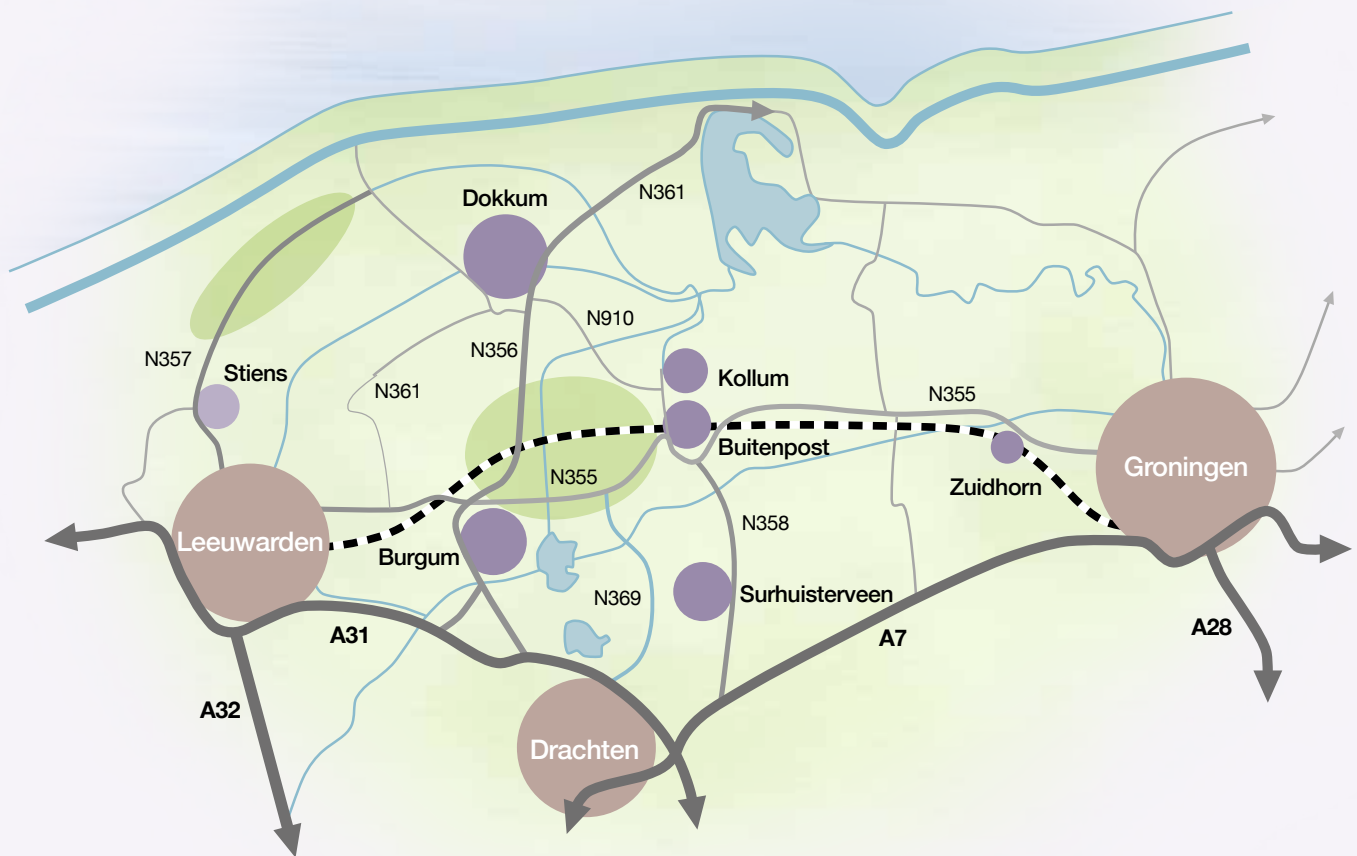 N361
Dokkum
N910
N356
N357
Stiens
Kollum
N361
N355
Buitenpost
Groningen
N355
Zuidhorn
N358
Leeuwarden
Burgum
Surhuisterveen
N369
A31
A7
A28
A32
Drachten